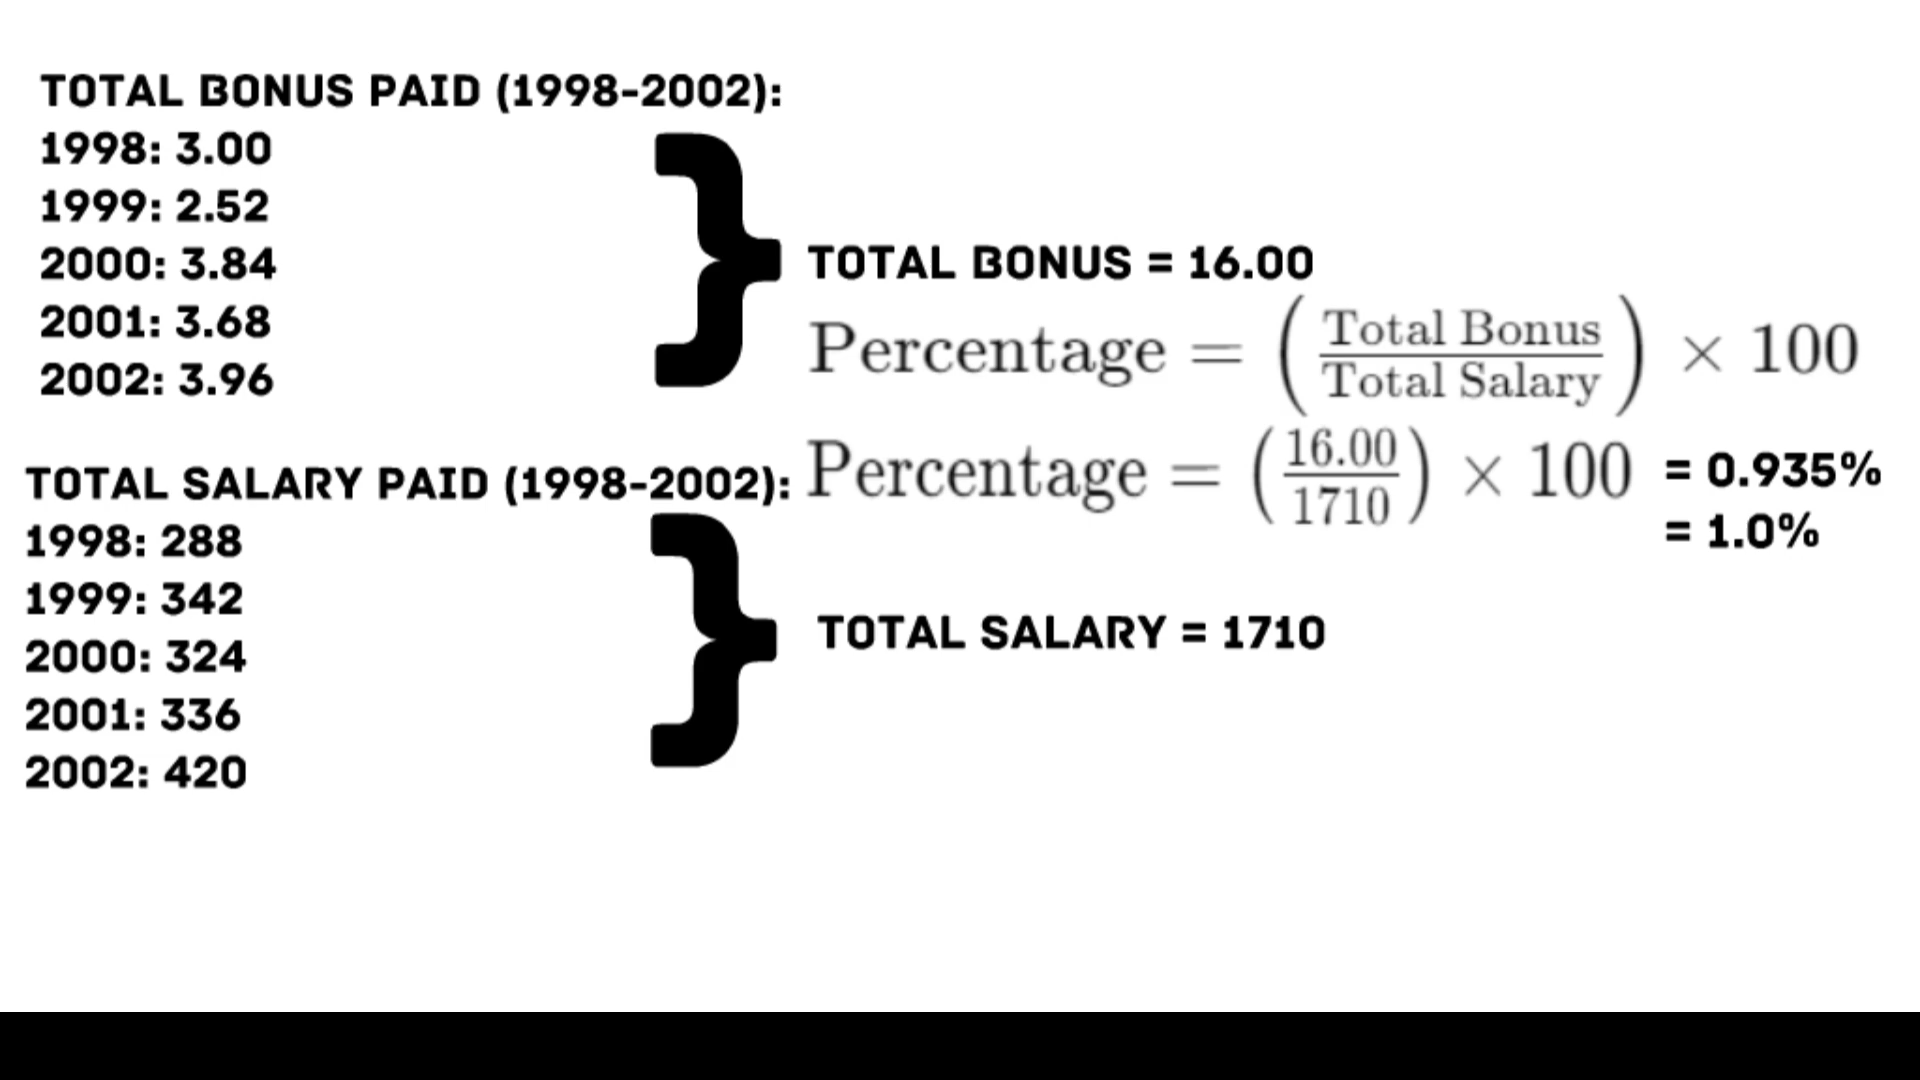 TOTAL BONUS PAID (1998-2002):
1998: 3.00
1999: 2.52
2000: 3.84
2001: 3.68
2002: 3.96
TOTAL BONUS = 16.00
Percentage = (Total Bonus / Total Salary) × 100
Percentage = (16.00 / 1710) × 100 = 0.935%
= 1.0%
TOTAL SALARY PAID (1998-2002):
1998: 288
1999: 342
2000: 324
2001: 336
2002: 420
TOTAL SALARY = 1710